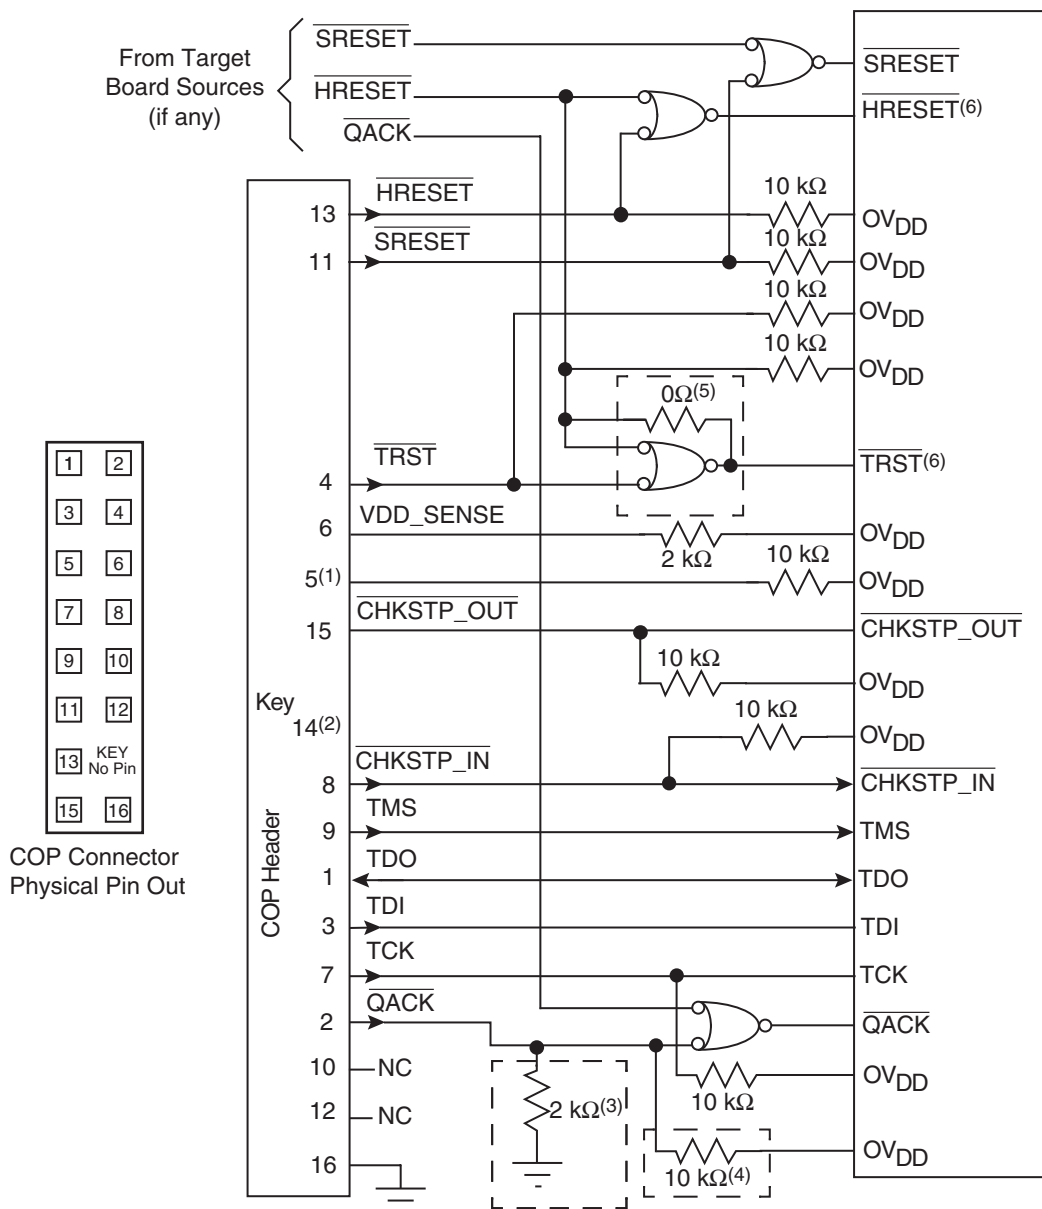 From Target
Board Sources
(if any)
SRESET
HRESET
QACK
SRESET
HRESET(6)
13
HRESET
10 kΩ
OVDD
11
SRESET
10 kΩ
OVDD
10 kΩ
OVDD
10 kΩ
OVDD
0Ω(5)
4
TRST
TRST(6)
6
VDD_SENSE
2 kΩ
OVDD
5(1)
10 kΩ
OVDD
15
CHKSTP_OUT
CHKSTP_OUT
10 kΩ
OVDD
Key
14(2)
10 kΩ
OVDD
8
CHKSTP_IN
CHKSTP_IN
9
TMS
TMS
1
TDO
TDO
3
TDI
TDI
7
TCK
TCK
2
QACK
QACK
10
NC
10 kΩ
OVDD
2 kΩ(3)
12
NC
10 kΩ(4)
OVDD
16
COP Header
1 2
3 4
5 6
7 8
9 10
11 12
13 KEY
No Pin
15 16
COP Connector
Physical Pin Out